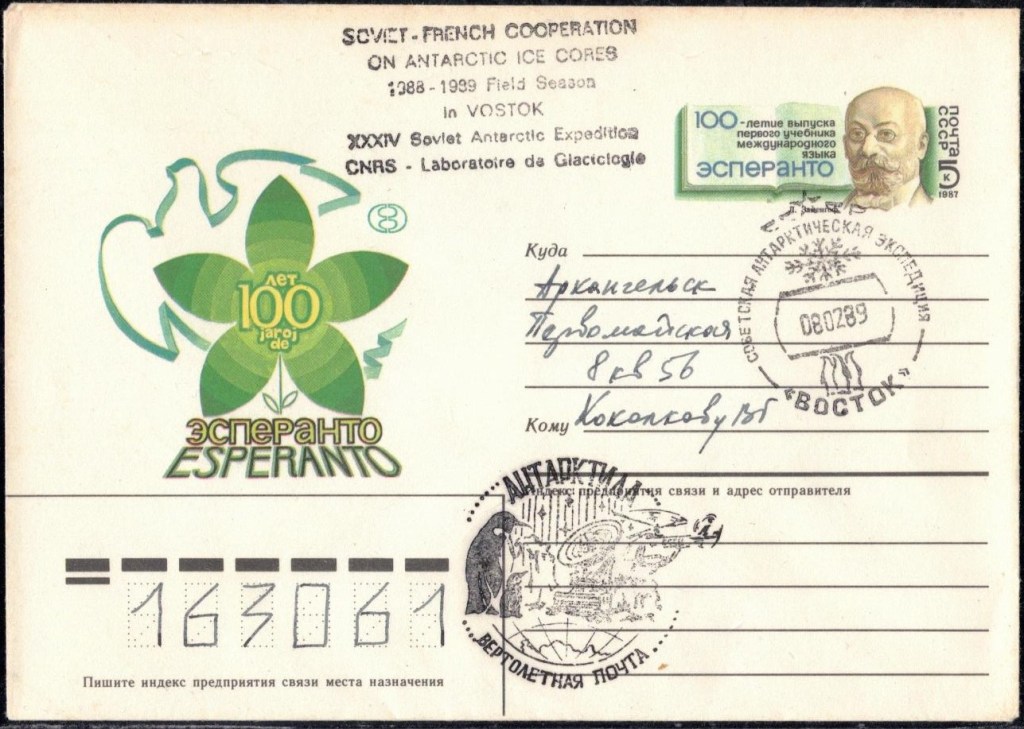 SOVIET-FRENCH COOPERATION
ON ANTARCTIC ICE CORES
1988-1989 Field Season
in VOSTOK
XXXIV Soviet Antarctic Expedition
CNRS - Laboratoire de Glaciologie
100-летие выпуска
первого учебника
международного
языка
ЭСПЕРАНТО
ПОЧТА
СССР
10
к
1987
лет
100
jaroj
de
ЭСПЕРАНТО
ESPERANTO
Куда
Архангельск
Первомайская
8 кв 56
Кому
Коколкову ВГ
СОВЕТСКАЯ АНТАРКТИЧЕСКАЯ ЭКСПЕДИЦИЯ
080289
«ВОСТОК»
Индекс предприятия связи и адрес отправителя
АНТАРКТИДА
ВЕРТОЛЕТНАЯ ПОЧТА
163061
Пишите индекс предприятия связи места назначения